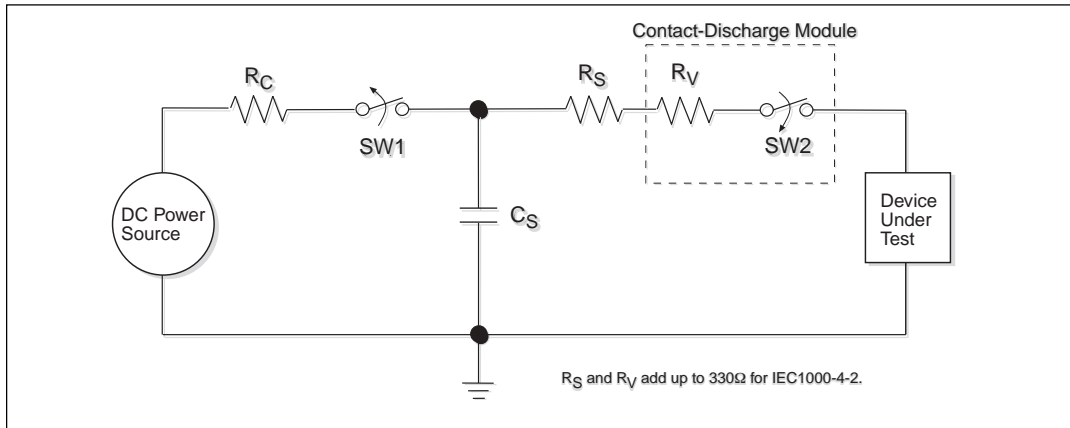 Contact-Discharge Module
RC
RS
RV
SW1
SW2
CS
DC Power
Source
Device
Under
Test
RS and RV add up to 330Ω for IEC1000-4-2.